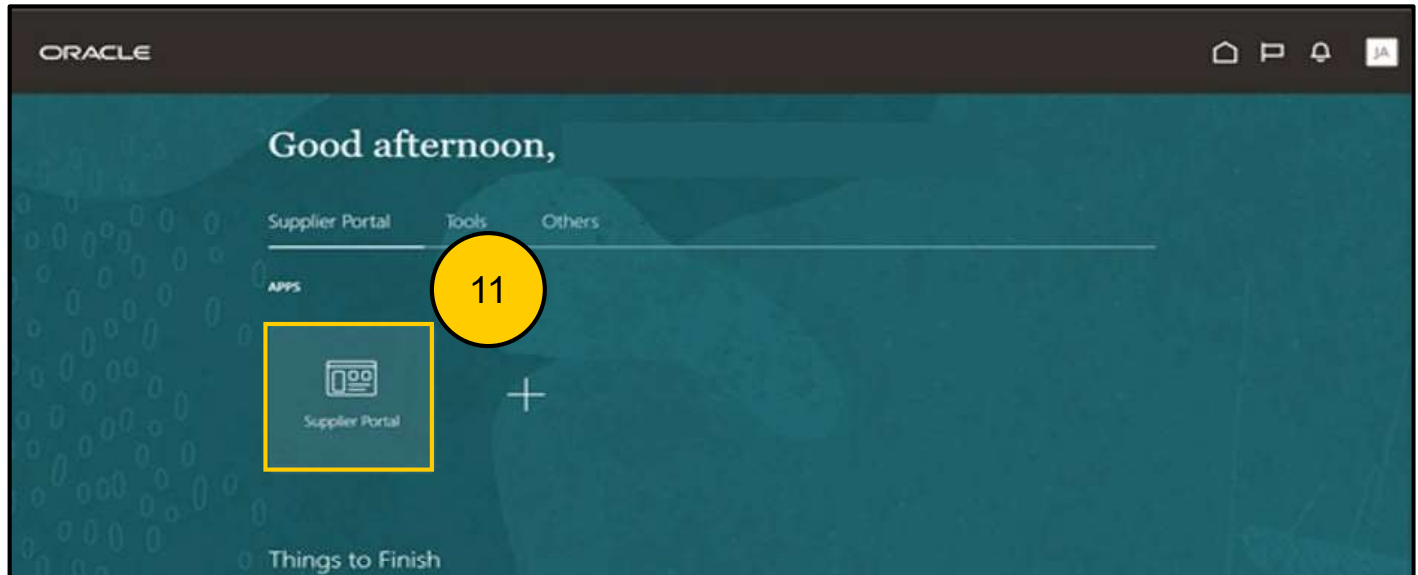 ORACLE
JA
Good afternoon,
Supplier Portal Tools Others
APPS
11
Supplier Portal
Things to Finish